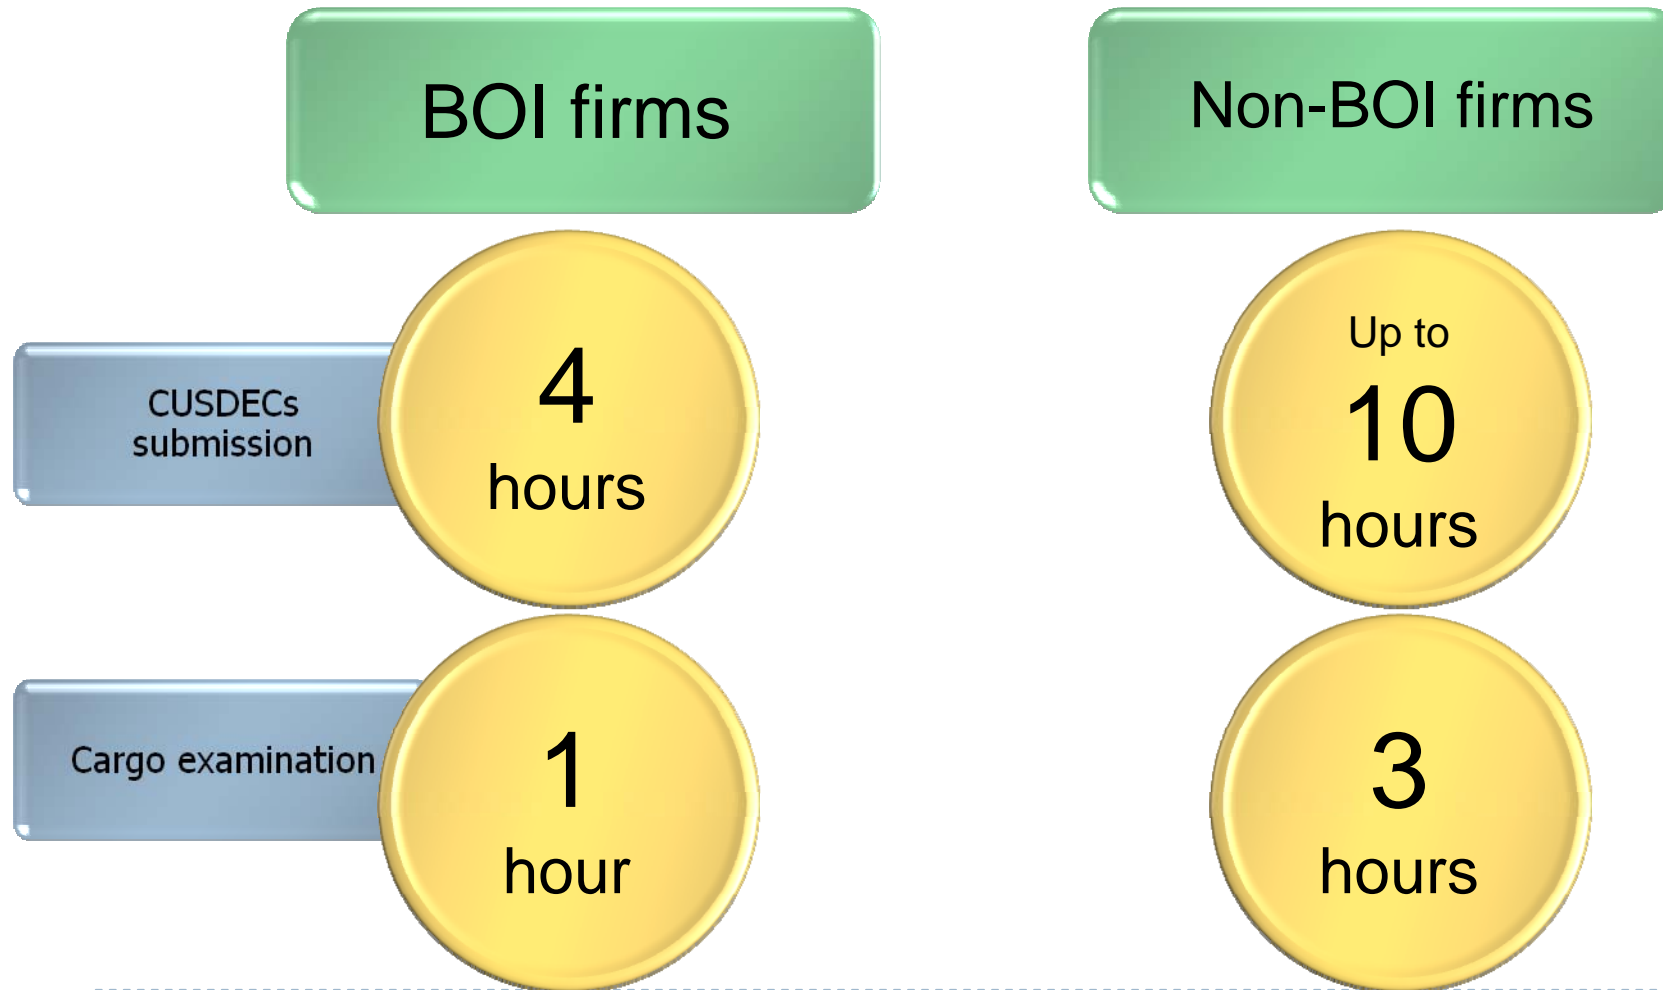 BOI firms
Non-BOI firms
CUSDECs
submission
4
hours
Up to
10
hours
Cargo examination
1
hour
3
hours